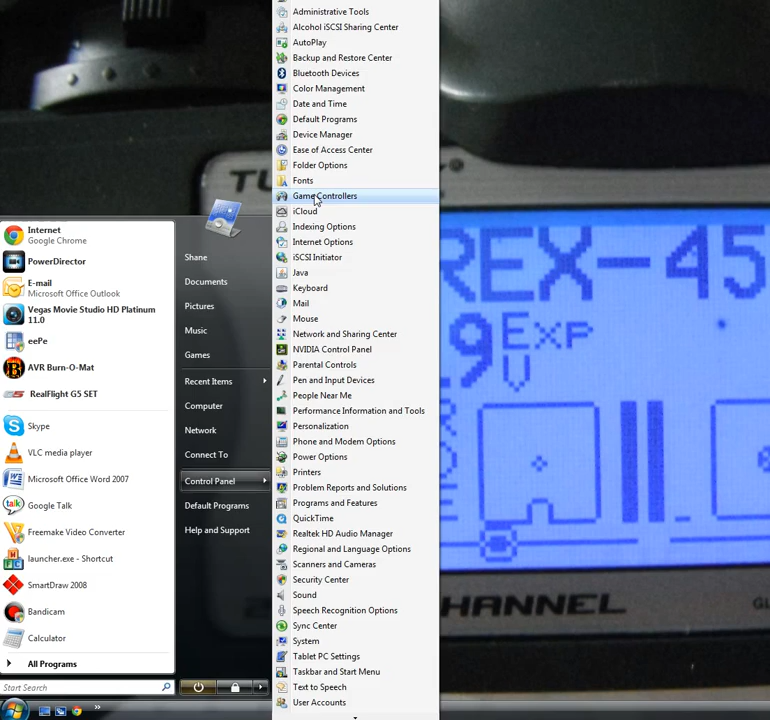 Administrative Tools
Alcohol iSCSI Sharing Center
AutoPlay
Backup and Restore Center
Bluetooth Devices
Color Management
Date and Time
Default Programs
Device Manager
Ease of Access Center
Folder Options
Fonts
Game Controllers
iCloud
Indexing Options
Internet Options
iSCSI Initiator
Java
Keyboard
Mail
Mouse
Network and Sharing Center
NVIDIA Control Panel
Parental Controls
Pen and Input Devices
People Near Me
Performance Information and Tools
Personalization
Phone and Modem Options
Power Options
Printers
Problem Reports and Solutions
Programs and Features
QuickTime
Realtek HD Audio Manager
Regional and Language Options
Scanners and Cameras
Security Center
Sound
Speech Recognition Options
Sync Center
System
Tablet PC Settings
Taskbar and Start Menu
Text to Speech
User Accounts
Internet
Google Chrome
PowerDirector
E-mail
Microsoft Office Outlook
Vegas Movie Studio HD Platinum
11.0
eePe
AVR Burn-O-Mat
RealFlight G5 SET
Skype
VLC media player
Microsoft Office Word 2007
Google Talk
Freemake Video Converter
launcher.exe - Shortcut
SmartDraw 2008
Bandicam
Calculator
All Programs
Start Search
Shane
Documents
Pictures
Music
Games
Recent Items
Computer
Network
Connect To
Control Panel
Default Programs
Help and Support
REX-45
.9 Exp
HANNEL